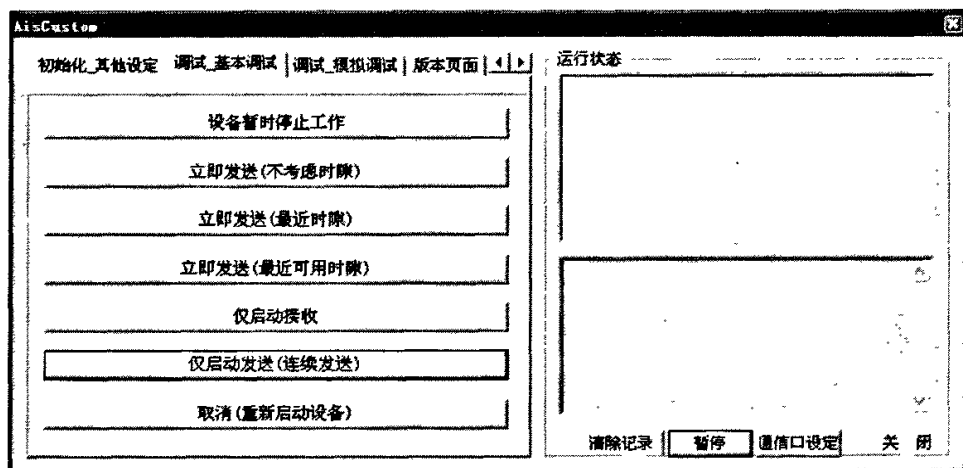 AisCustom
初始化_其他设定 调试_基本调试 调试_模拟调试 版本页面
运行状态
设备暂时停止工作
立即发送(不考虑时隙)
立即发送(最近时隙)
立即发送(最近可用时隙)
仅启动接收
仅启动发送(连续发送)
取消(重新启动设备)
清除记录 暂停 通信口设定 关 闭